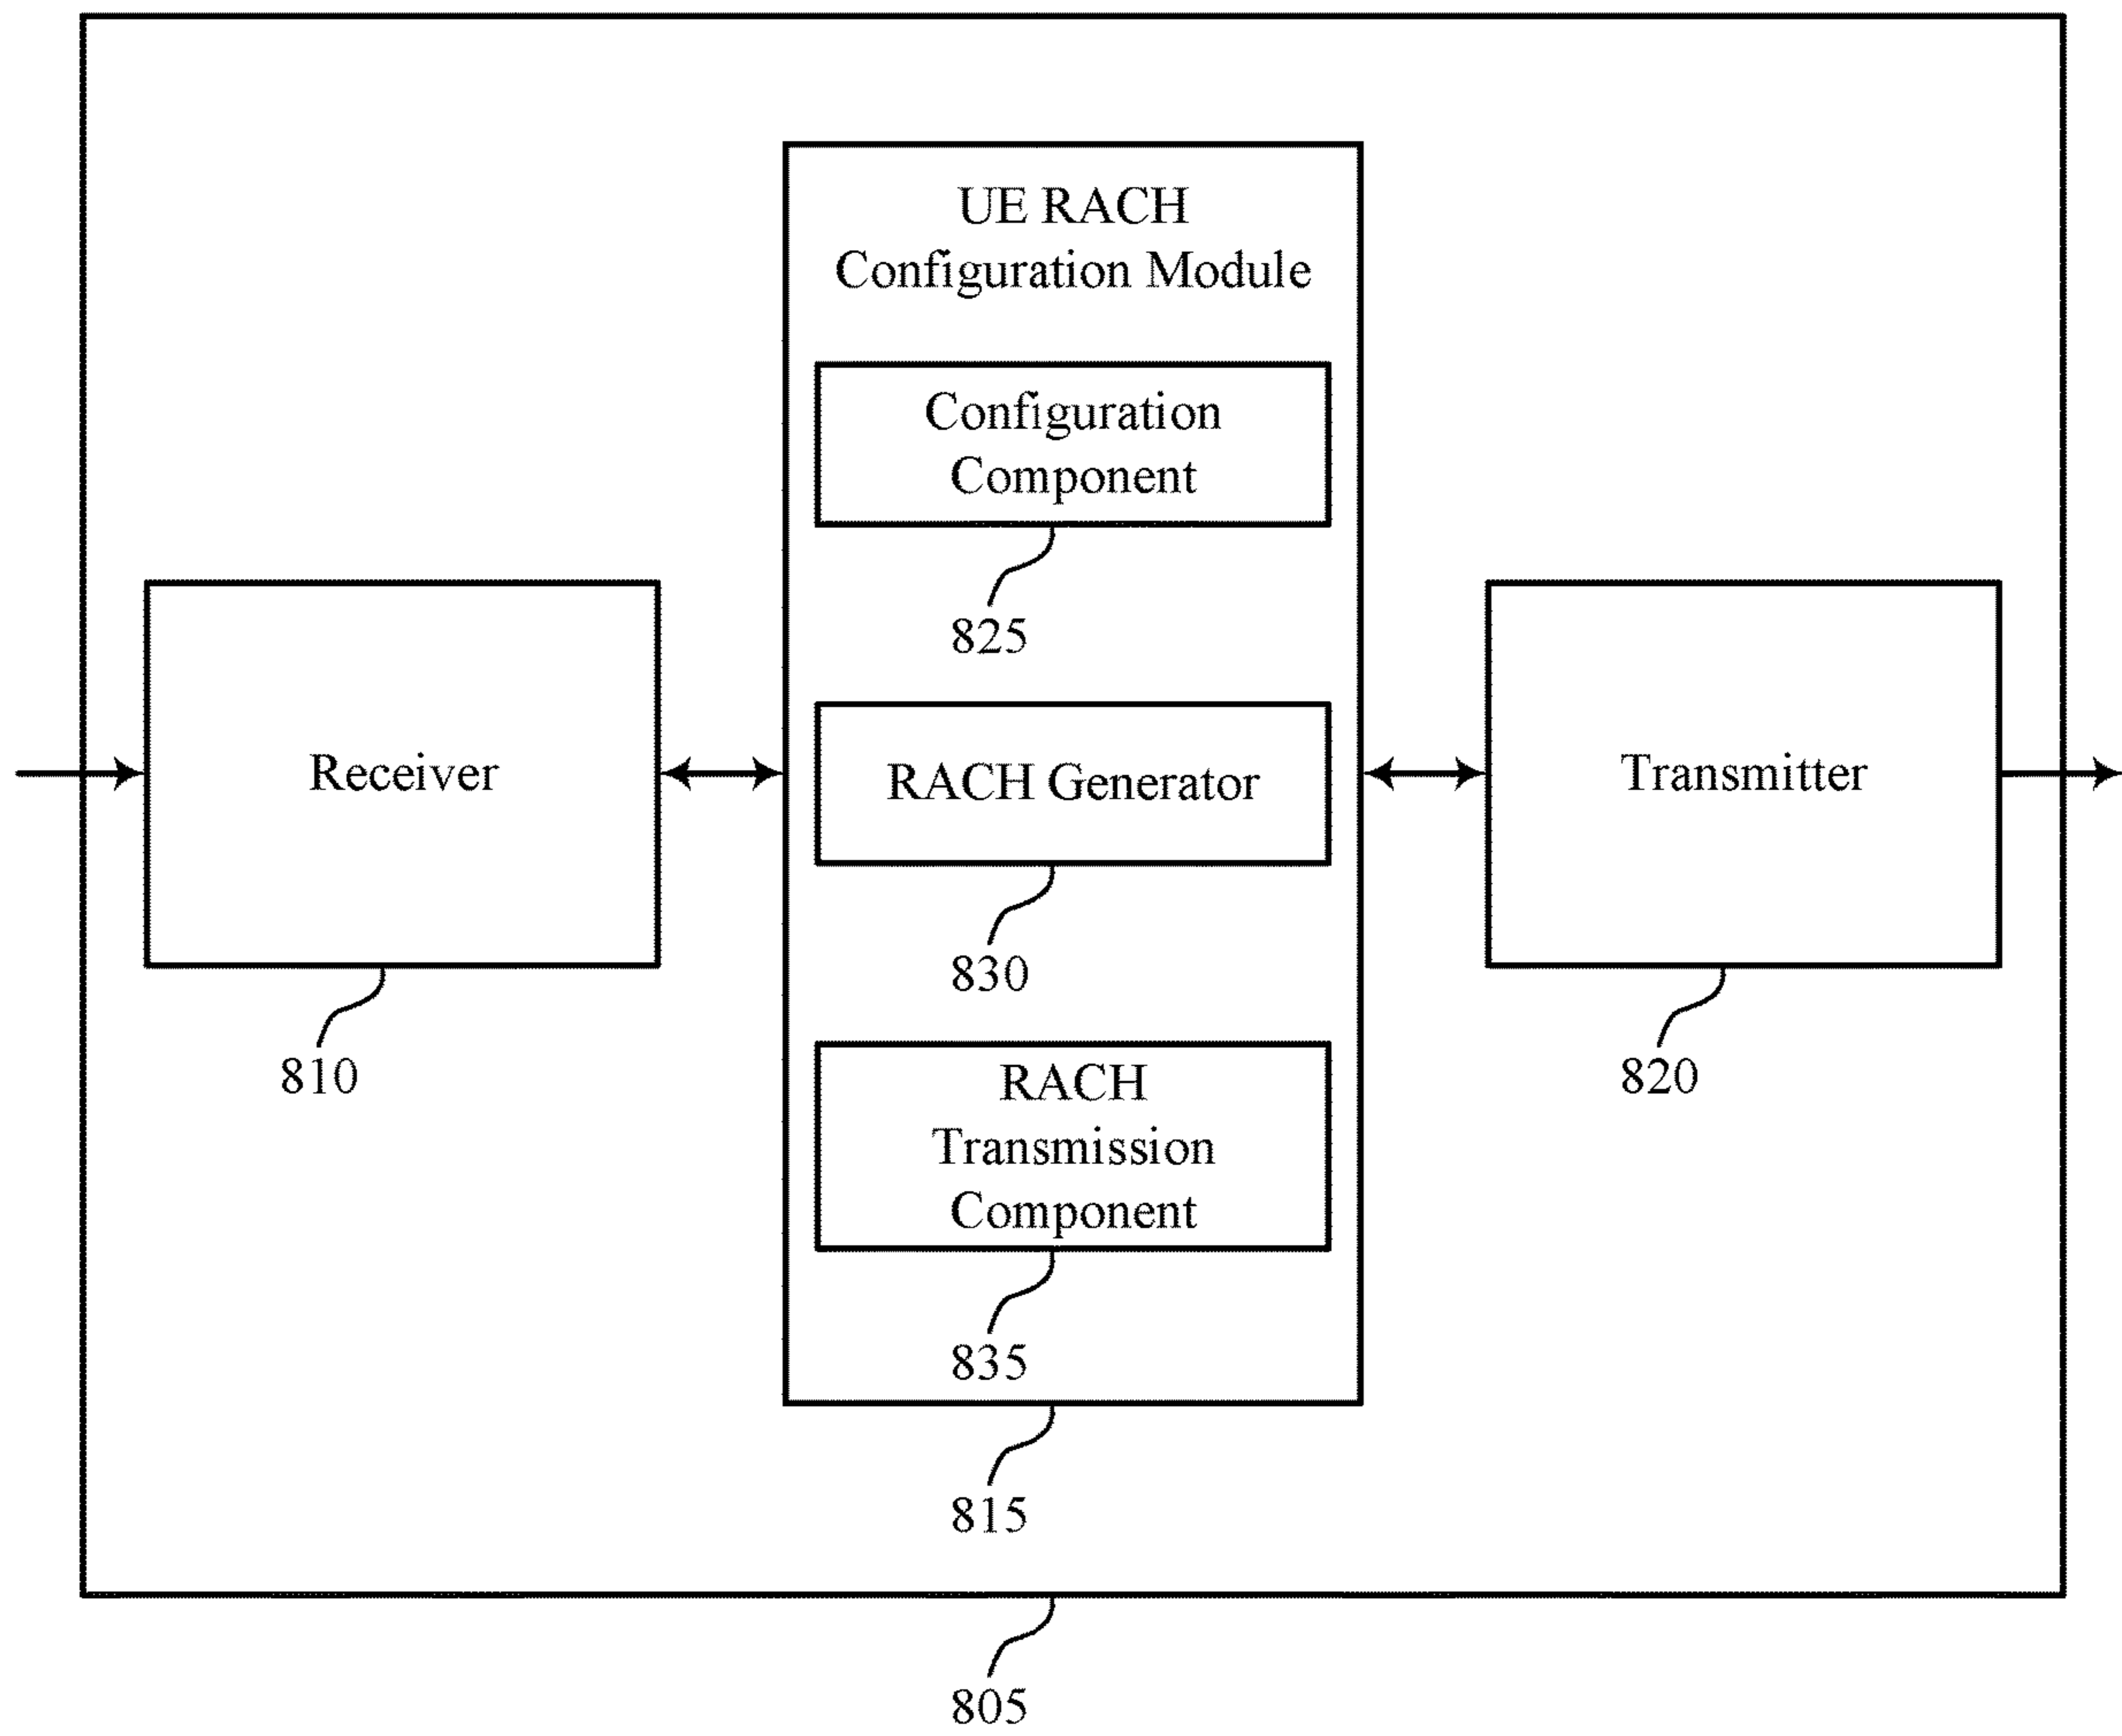 UE RACH
Configuration Module
Configuration
Component
825
Receiver
RACH Generator
Transmitter
830
810
820
RACH
Transmission
Component
835
815
805